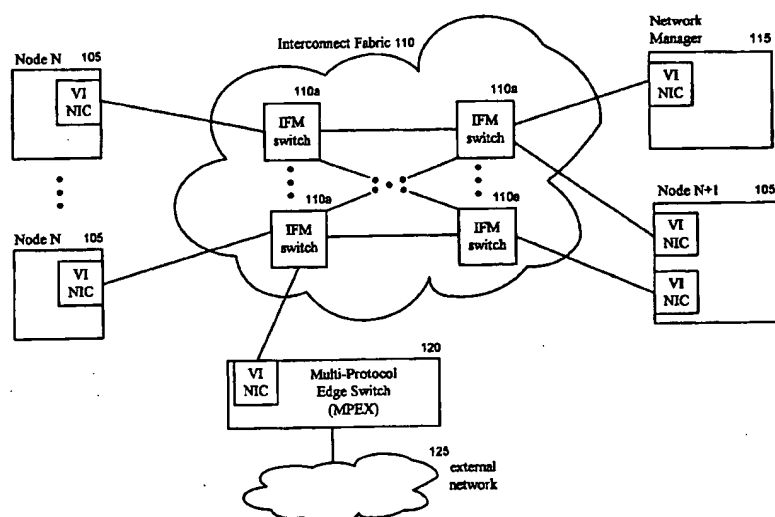 Node N 105
VI
NIC
Interconnect Fabric 110
Network
Manager 115
VI
NIC
110a
IFM
switch
110a
IFM
switch
110a
IFM
switch
110a
IFM
switch
Node N 105
VI
NIC
Node N+1 105
VI
NIC
VI
NIC
120
VI
NIC
Multi-Protocol
Edge Switch
(MPEX)
125
external
network